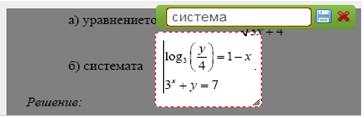 а) уравнението
система
√3x + 4
б) системата
log₃(y/4) = 1 − x
3ˣ + y = 7
Решение: